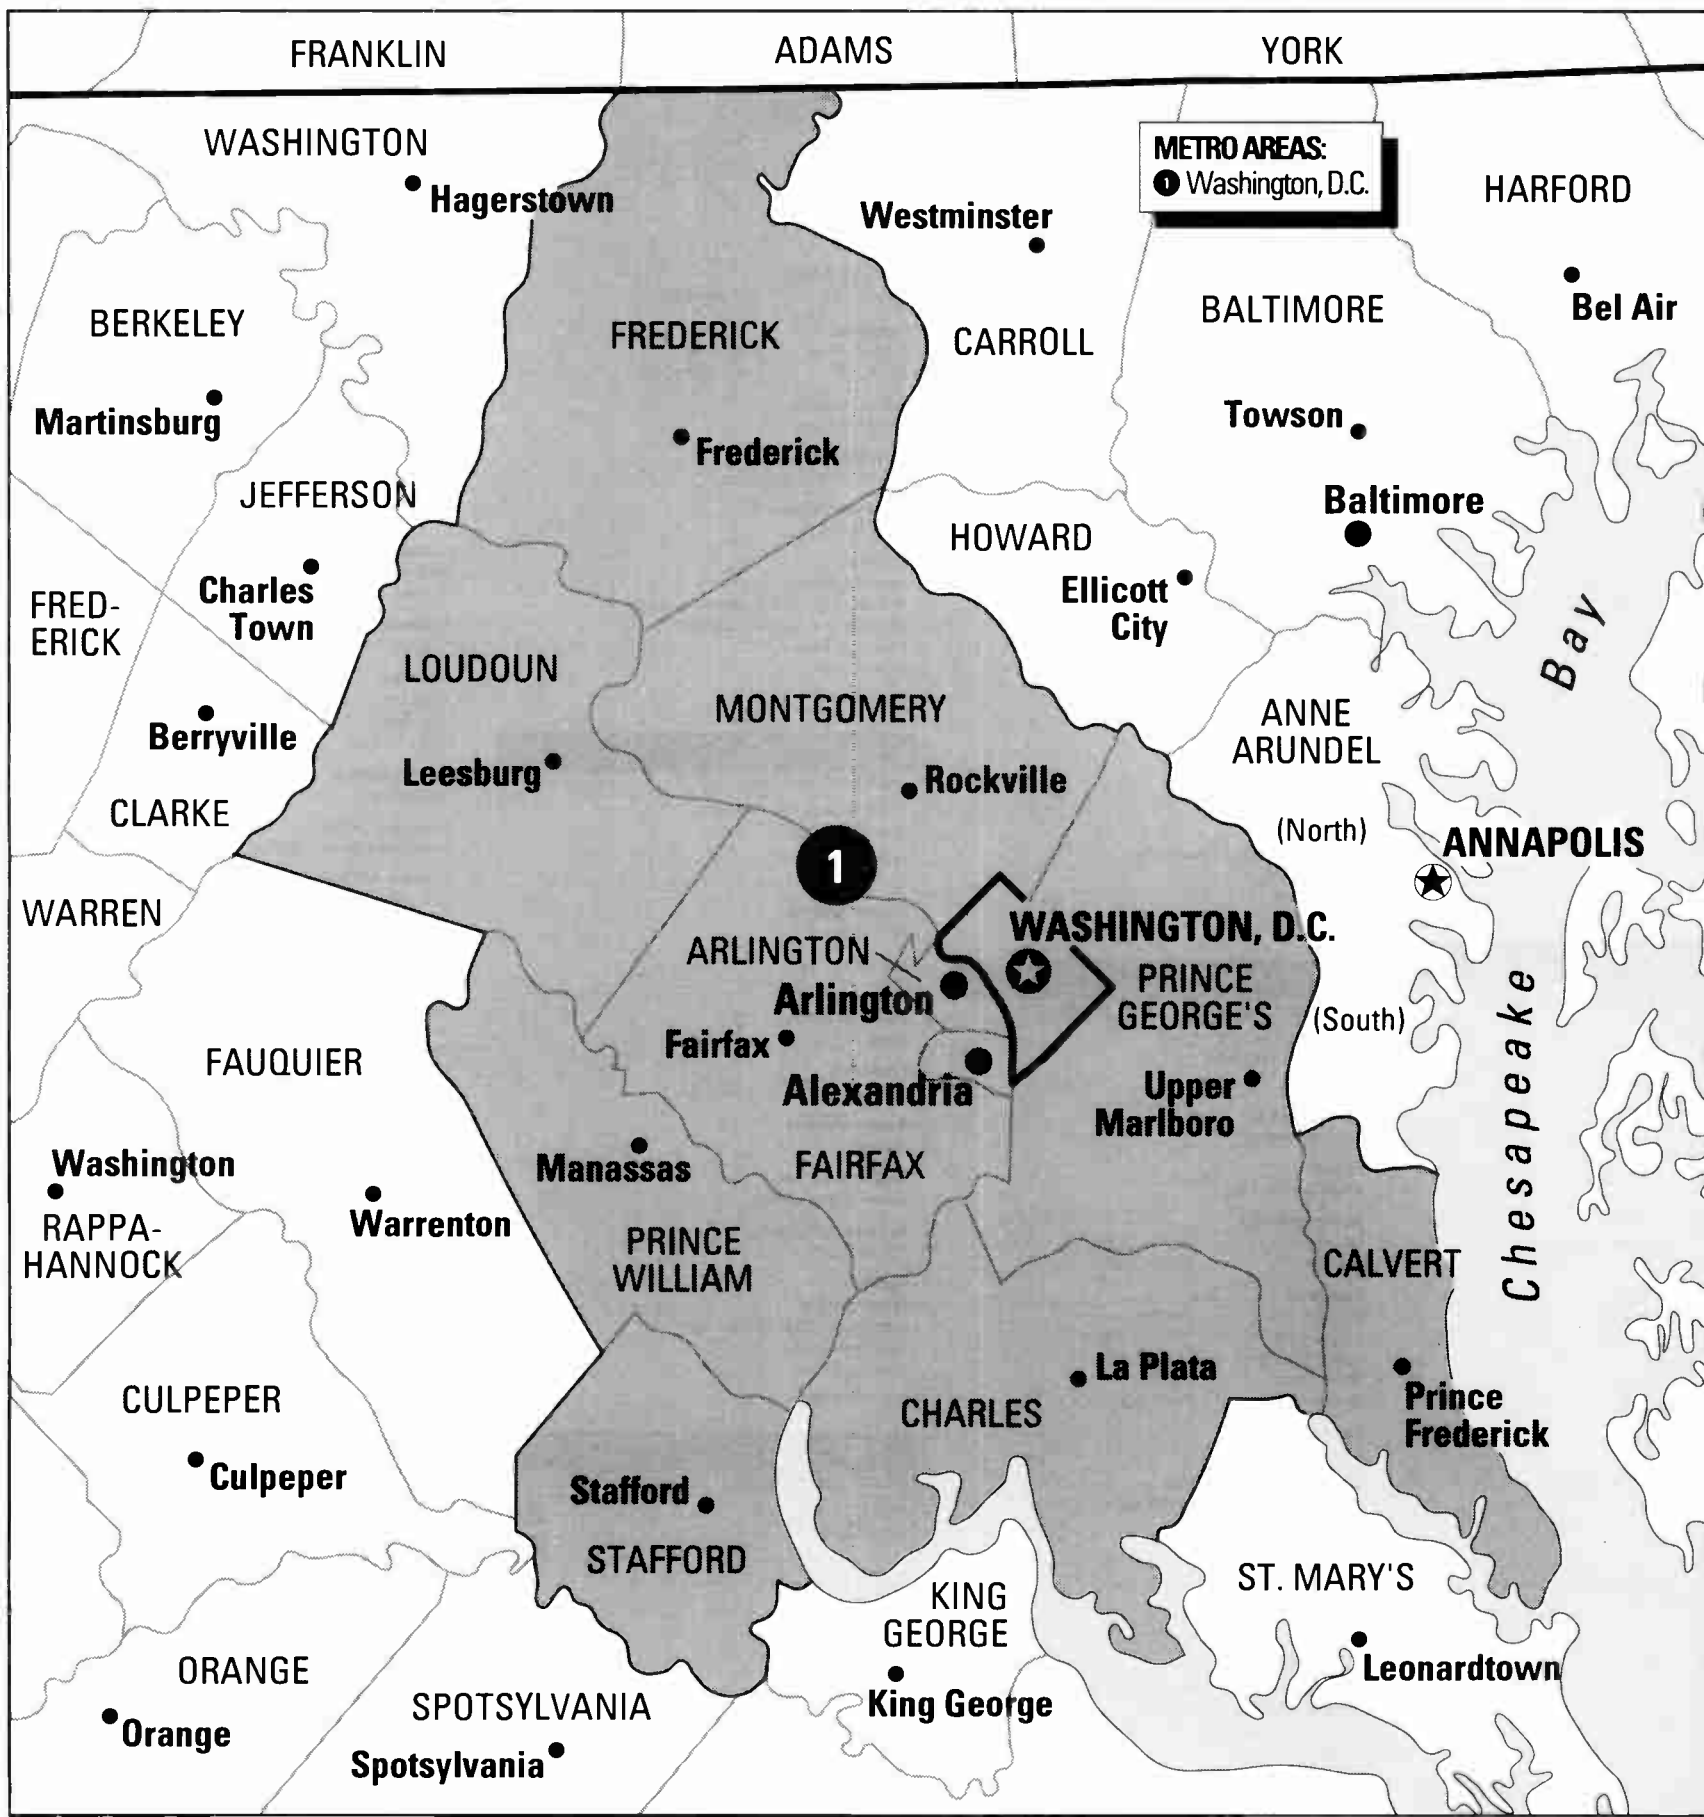 FRANKLIN
ADAMS
YORK
WASHINGTON
Hagerstown
METRO AREAS:
1 Washington, D.C.
HARFORD
Westminster
Bel Air
BERKELEY
FREDERICK
CARROLL
BALTIMORE
Martinsburg
Frederick
Towson
JEFFERSON
Baltimore
HOWARD
Charles
Town
Ellicott
City
FRED-
ERICK
LOUDOUN
MONTGOMERY
Bay
Berryville
ANNE
ARUNDEL
Leesburg
Rockville
CLARKE
(North)
ANNAPOLIS
1
WARREN
WASHINGTON, D.C.
ARLINGTON
Arlington
PRINCE
GEORGE'S
(South)
Chesapeake
FAUQUIER
Fairfax
Alexandria
Upper
Marlboro
Washington
Manassas
FAIRFAX
RAPPA-
HANNOCK
Warrenton
PRINCE
WILLIAM
CALVERT
CULPEPER
La Plata
CHARLES
Prince
Frederick
Culpeper
Stafford
STAFFORD
KING
GEORGE
ST. MARY'S
ORANGE
Leonardtown
Orange
SPOTSYLVANIA
King George
Spotsylvania